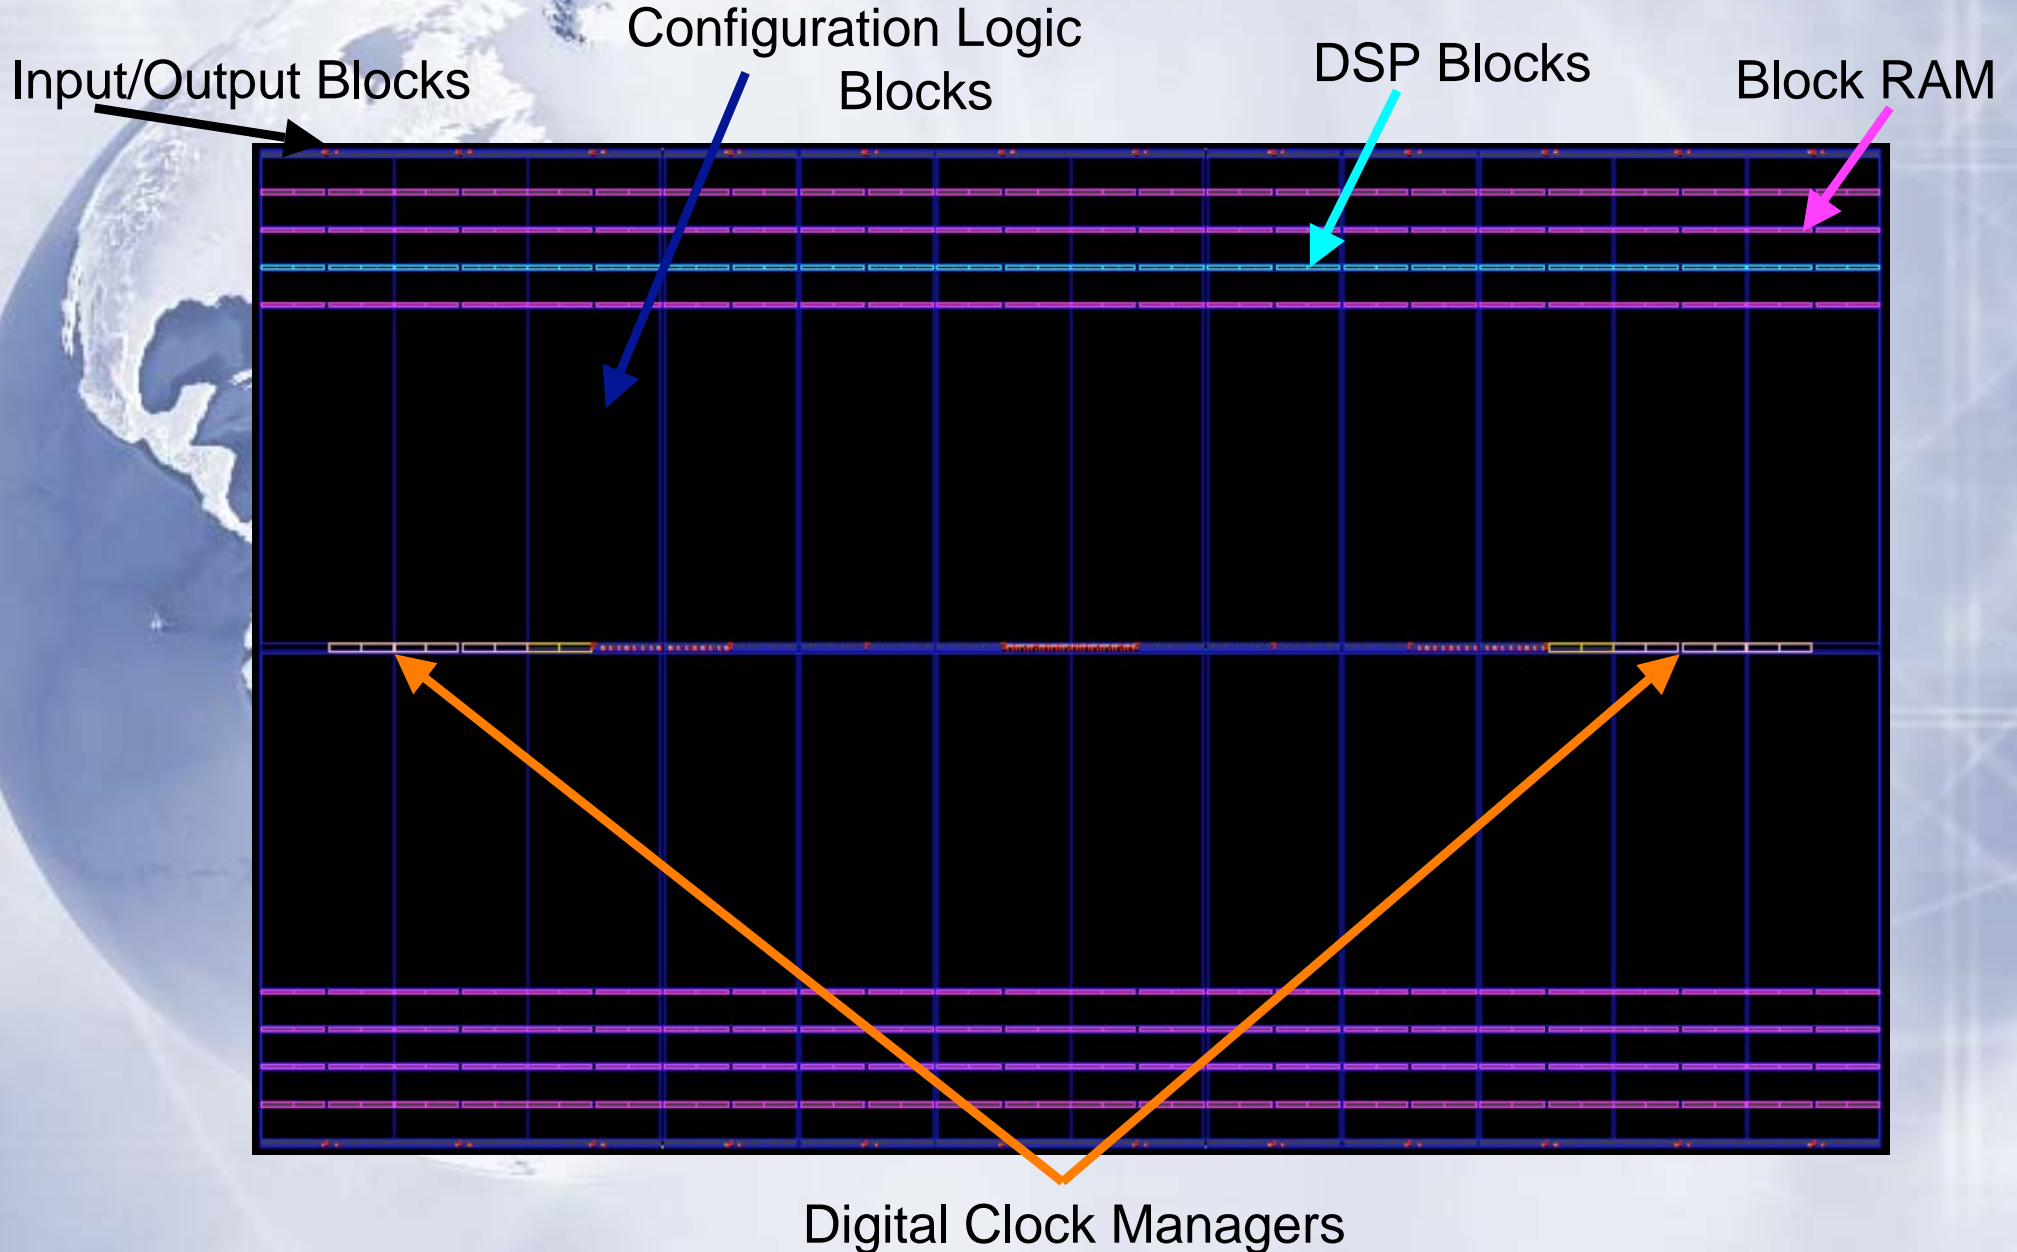 Input/Output Blocks
Configuration Logic
Blocks
DSP Blocks
Block RAM
Digital Clock Managers